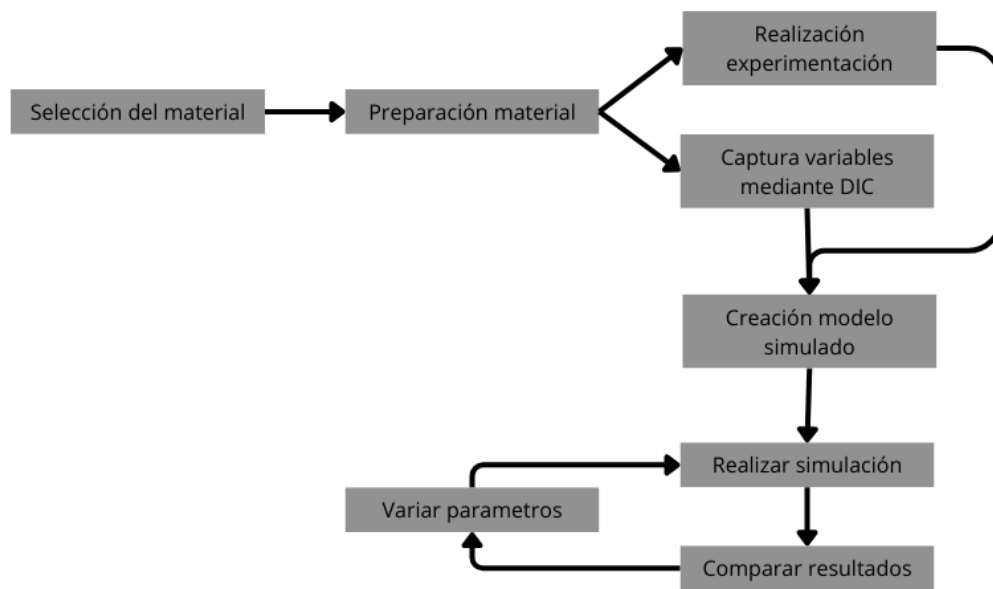 Realización
experimentación
Selección del material
Preparación material
Captura variables
mediante DIC
Creación modelo
simulado
Realizar simulación
Variar parametros
Comparar resultados